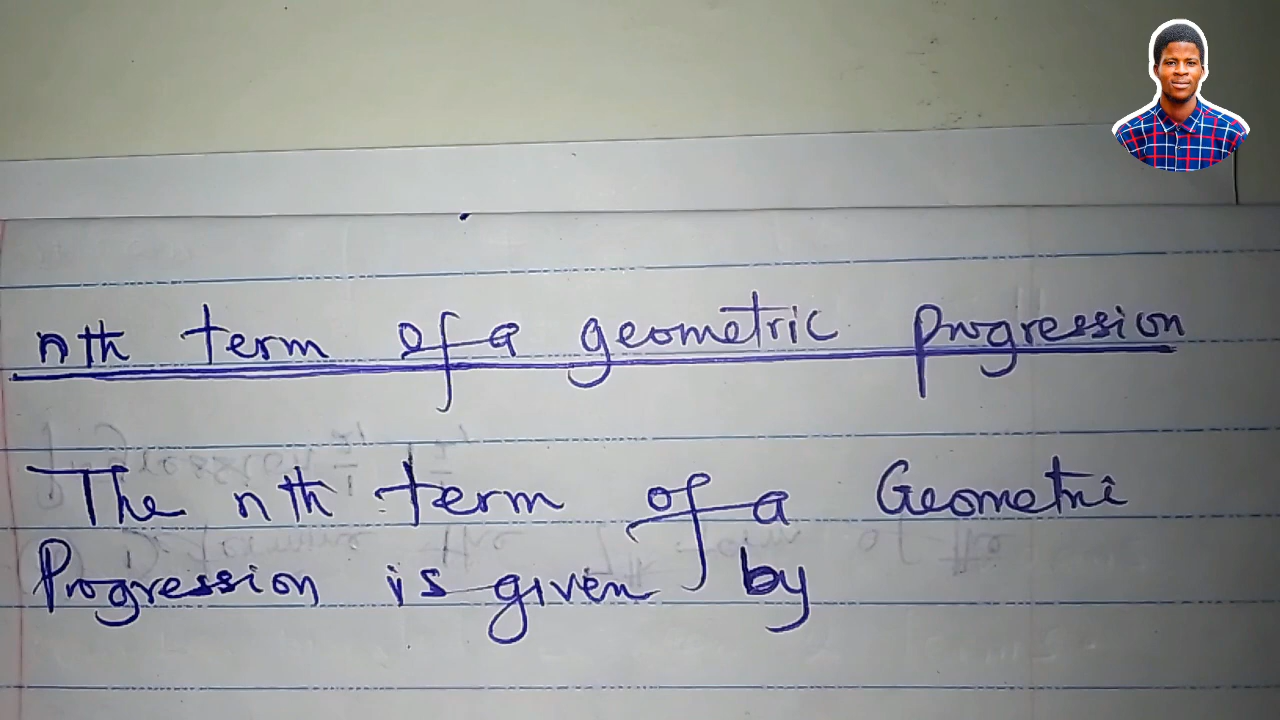 nth term of a geometric progression
The nth term of a Geometri
Progression is given by